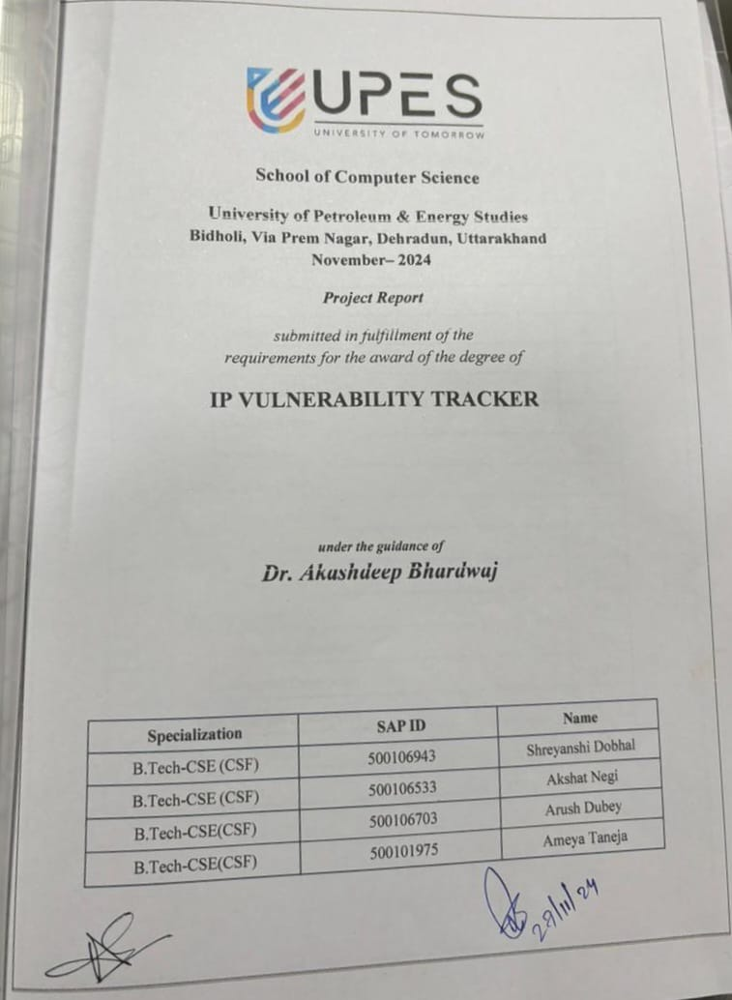 UPES
UNIVERSITY OF TOMORROW
School of Computer Science
University of Petroleum & Energy Studies
Bidholi, Via Prem Nagar, Dehradun, Uttarakhand
November– 2024
Project Report
submitted in fulfillment of the
requirements for the award of the degree of
IP VULNERABILITY TRACKER
under the guidance of
Dr. Akashdeep Bhardwaj
Specialization SAP ID Name
B.Tech-CSE (CSF) 500106943 Shreyanshi Dobhal
B.Tech-CSE (CSF) 500106533 Akshat Negi
B.Tech-CSE(CSF) 500106703 Arush Dubey
B.Tech-CSE(CSF) 500101975 Ameya Taneja